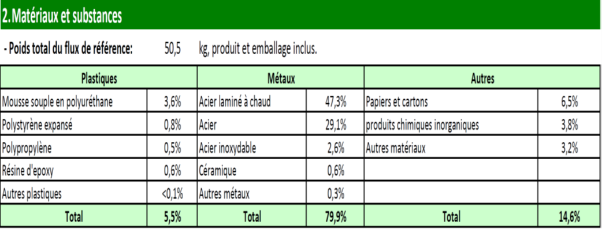 2.Matériaux et substances
- Poids total du flux de référence: 50,5 kg, produit et emballage inclus.
Plastiques Métaux Autres
Mousse souple en polyuréthane 3,6% Acier laminé à chaud 47,3% Papiers et cartons 6,5%
Polystyrène expansé 0,8% Acier 29,1% produits chimiques inorganiques 3,8%
Polypropylène 0,5% Acier inoxydable 2,6% Autres matériaux 3,2%
Résine d'epoxy 0,6% Céramique 0,6%
Autres plastiques <0,1% Autres métaux 0,3%
Total 5,5% Total 79,9% Total 14,6%